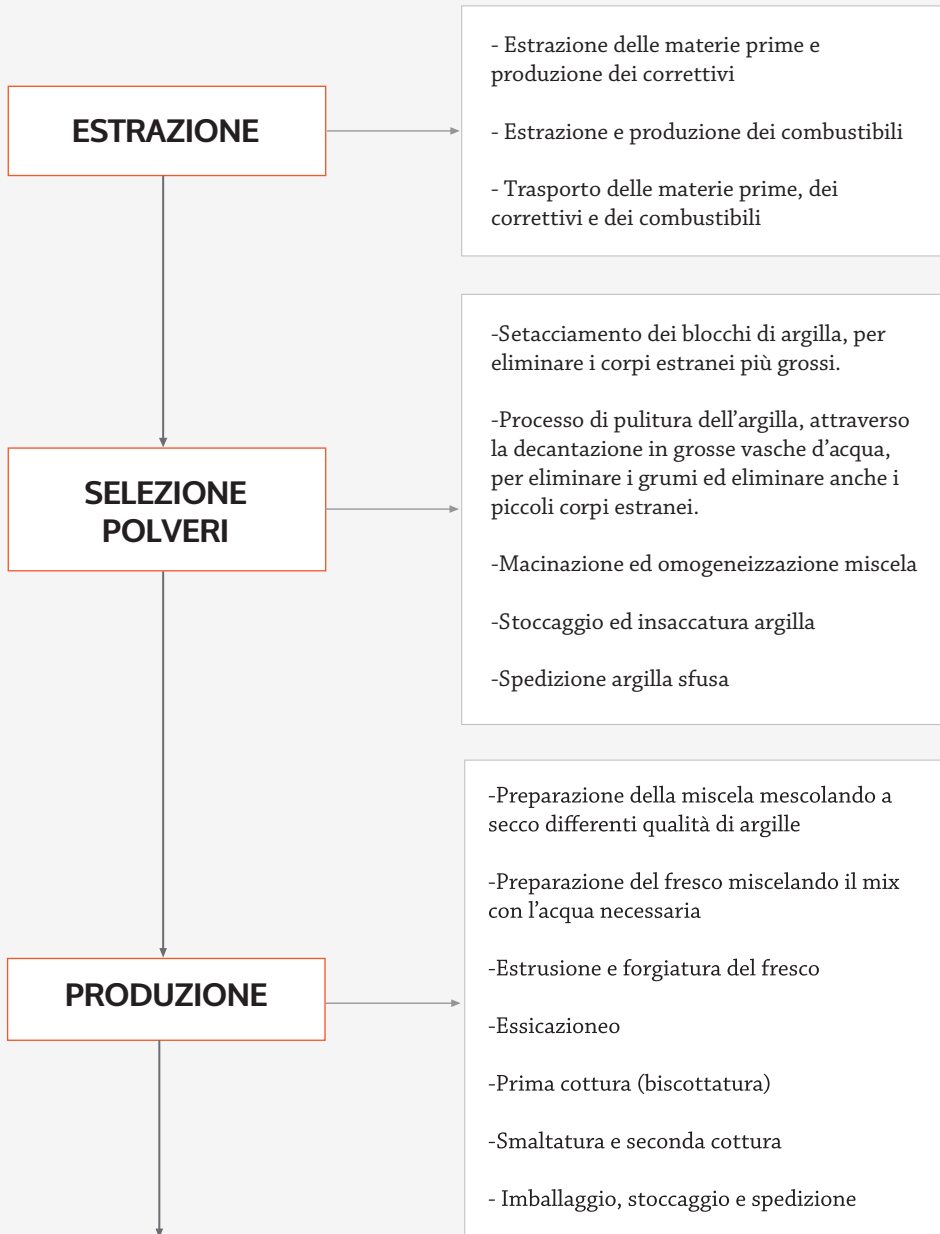 ESTRAZIONE
- Estrazione delle materie prime e
produzione dei correttivi
- Estrazione e produzione dei combustibili
- Trasporto delle materie prime, dei
correttivi e dei combustibili
SELEZIONE
POLVERI
-Setacciamento dei blocchi di argilla, per
eliminare i corpi estranei più grossi.
-Processo di pulitura dell’argilla, attraverso
la decantazione in grosse vasche d’acqua,
per eliminare i grumi ed eliminare anche i
piccoli corpi estranei.
-Macinazione ed omogeneizzazione miscela
-Stoccaggio ed insaccatura argilla
-Spedizione argilla sfusa
PRODUZIONE
-Preparazione della miscela mescolando a
secco differenti qualità di argille
-Preparazione del fresco miscelando il mix
con l’acqua necessaria
-Estrusione e forgiatura del fresco
-Essicazioneo
-Prima cottura (biscottatura)
-Smaltatura e seconda cottura
- Imballaggio, stoccaggio e spedizione